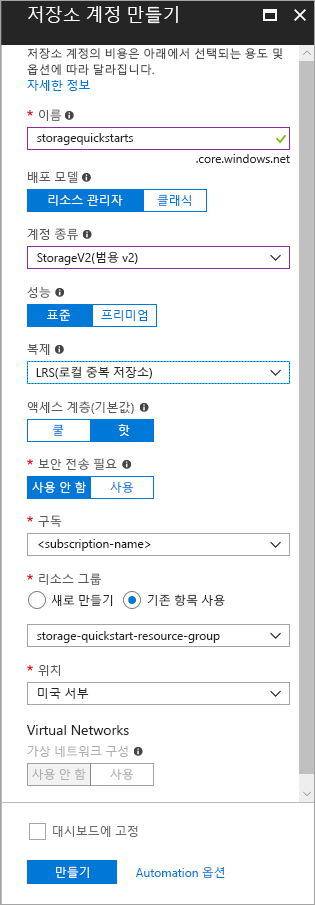 저장소 계정 만들기
저장소 계정의 비용은 아래에서 선택되는 용도 및
옵션에 따라 달라집니다.
자세한 정보
* 이름
storagequickstarts
.core.windows.net
배포 모델
리소스 관리자 클래식
계정 종류
StorageV2(범용 v2)
성능
표준 프리미엄
복제
LRS(로컬 중복 저장소)
액세스 계층(기본값)
쿨 핫
* 보안 전송 필요
사용 안 함 사용
* 구독
<subscription-name>
* 리소스 그룹
새로 만들기 기존 항목 사용
storage-quickstart-resource-group
* 위치
미국 서부
Virtual Networks
가상 네트워크 구성
사용 안 함 사용
대시보드에 고정
만들기 Automation 옵션